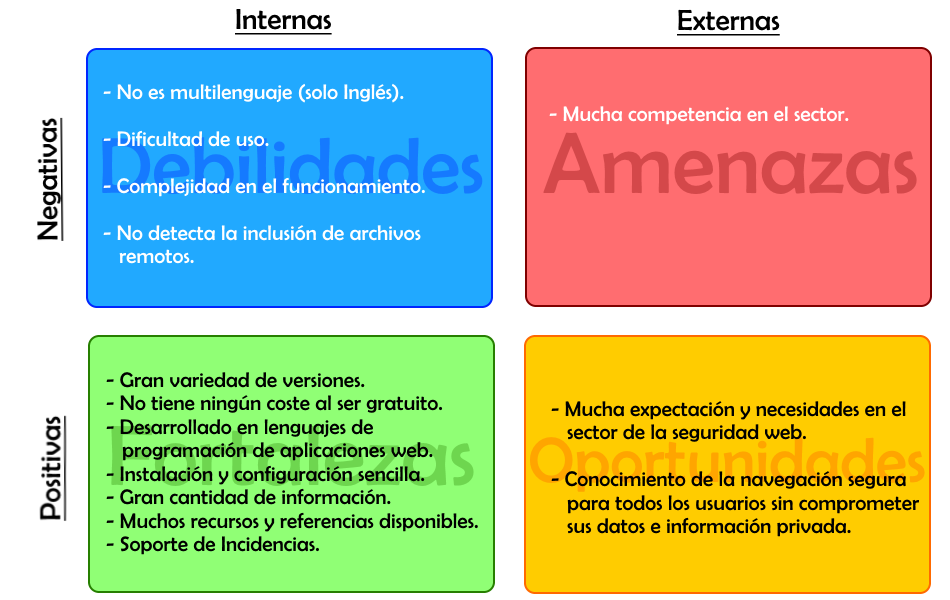 Internas
Externas
Negativas
Debilidades
- No es multilenguaje (solo Inglés).
- Dificultad de uso.
- Complejidad en el funcionamiento.
- No detecta la inclusión de archivos
remotos.
Amenazas
- Mucha competencia en el sector.
Positivas
Fortalezas
- Gran variedad de versiones.
- No tiene ningún coste al ser gratuito.
- Desarrollado en lenguajes de
programación de aplicaciones web.
- Instalación y configuración sencilla.
- Gran cantidad de información.
- Muchos recursos y referencias disponibles.
- Soporte de Incidencias.
Oportunidades
- Mucha expectación y necesidades en el
sector de la seguridad web.
- Conocimiento de la navegación segura
para todos los usuarios sin comprometer
sus datos e información privada.